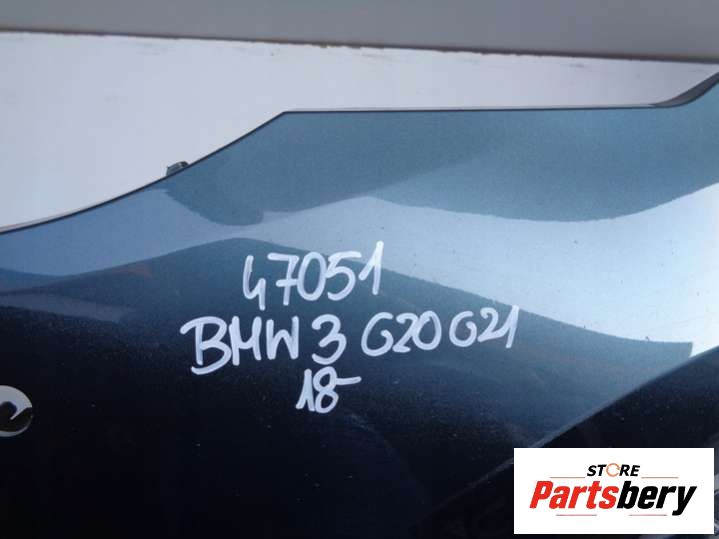 47051
BMW 3 G20 G21
18-
STORE
Partsbery